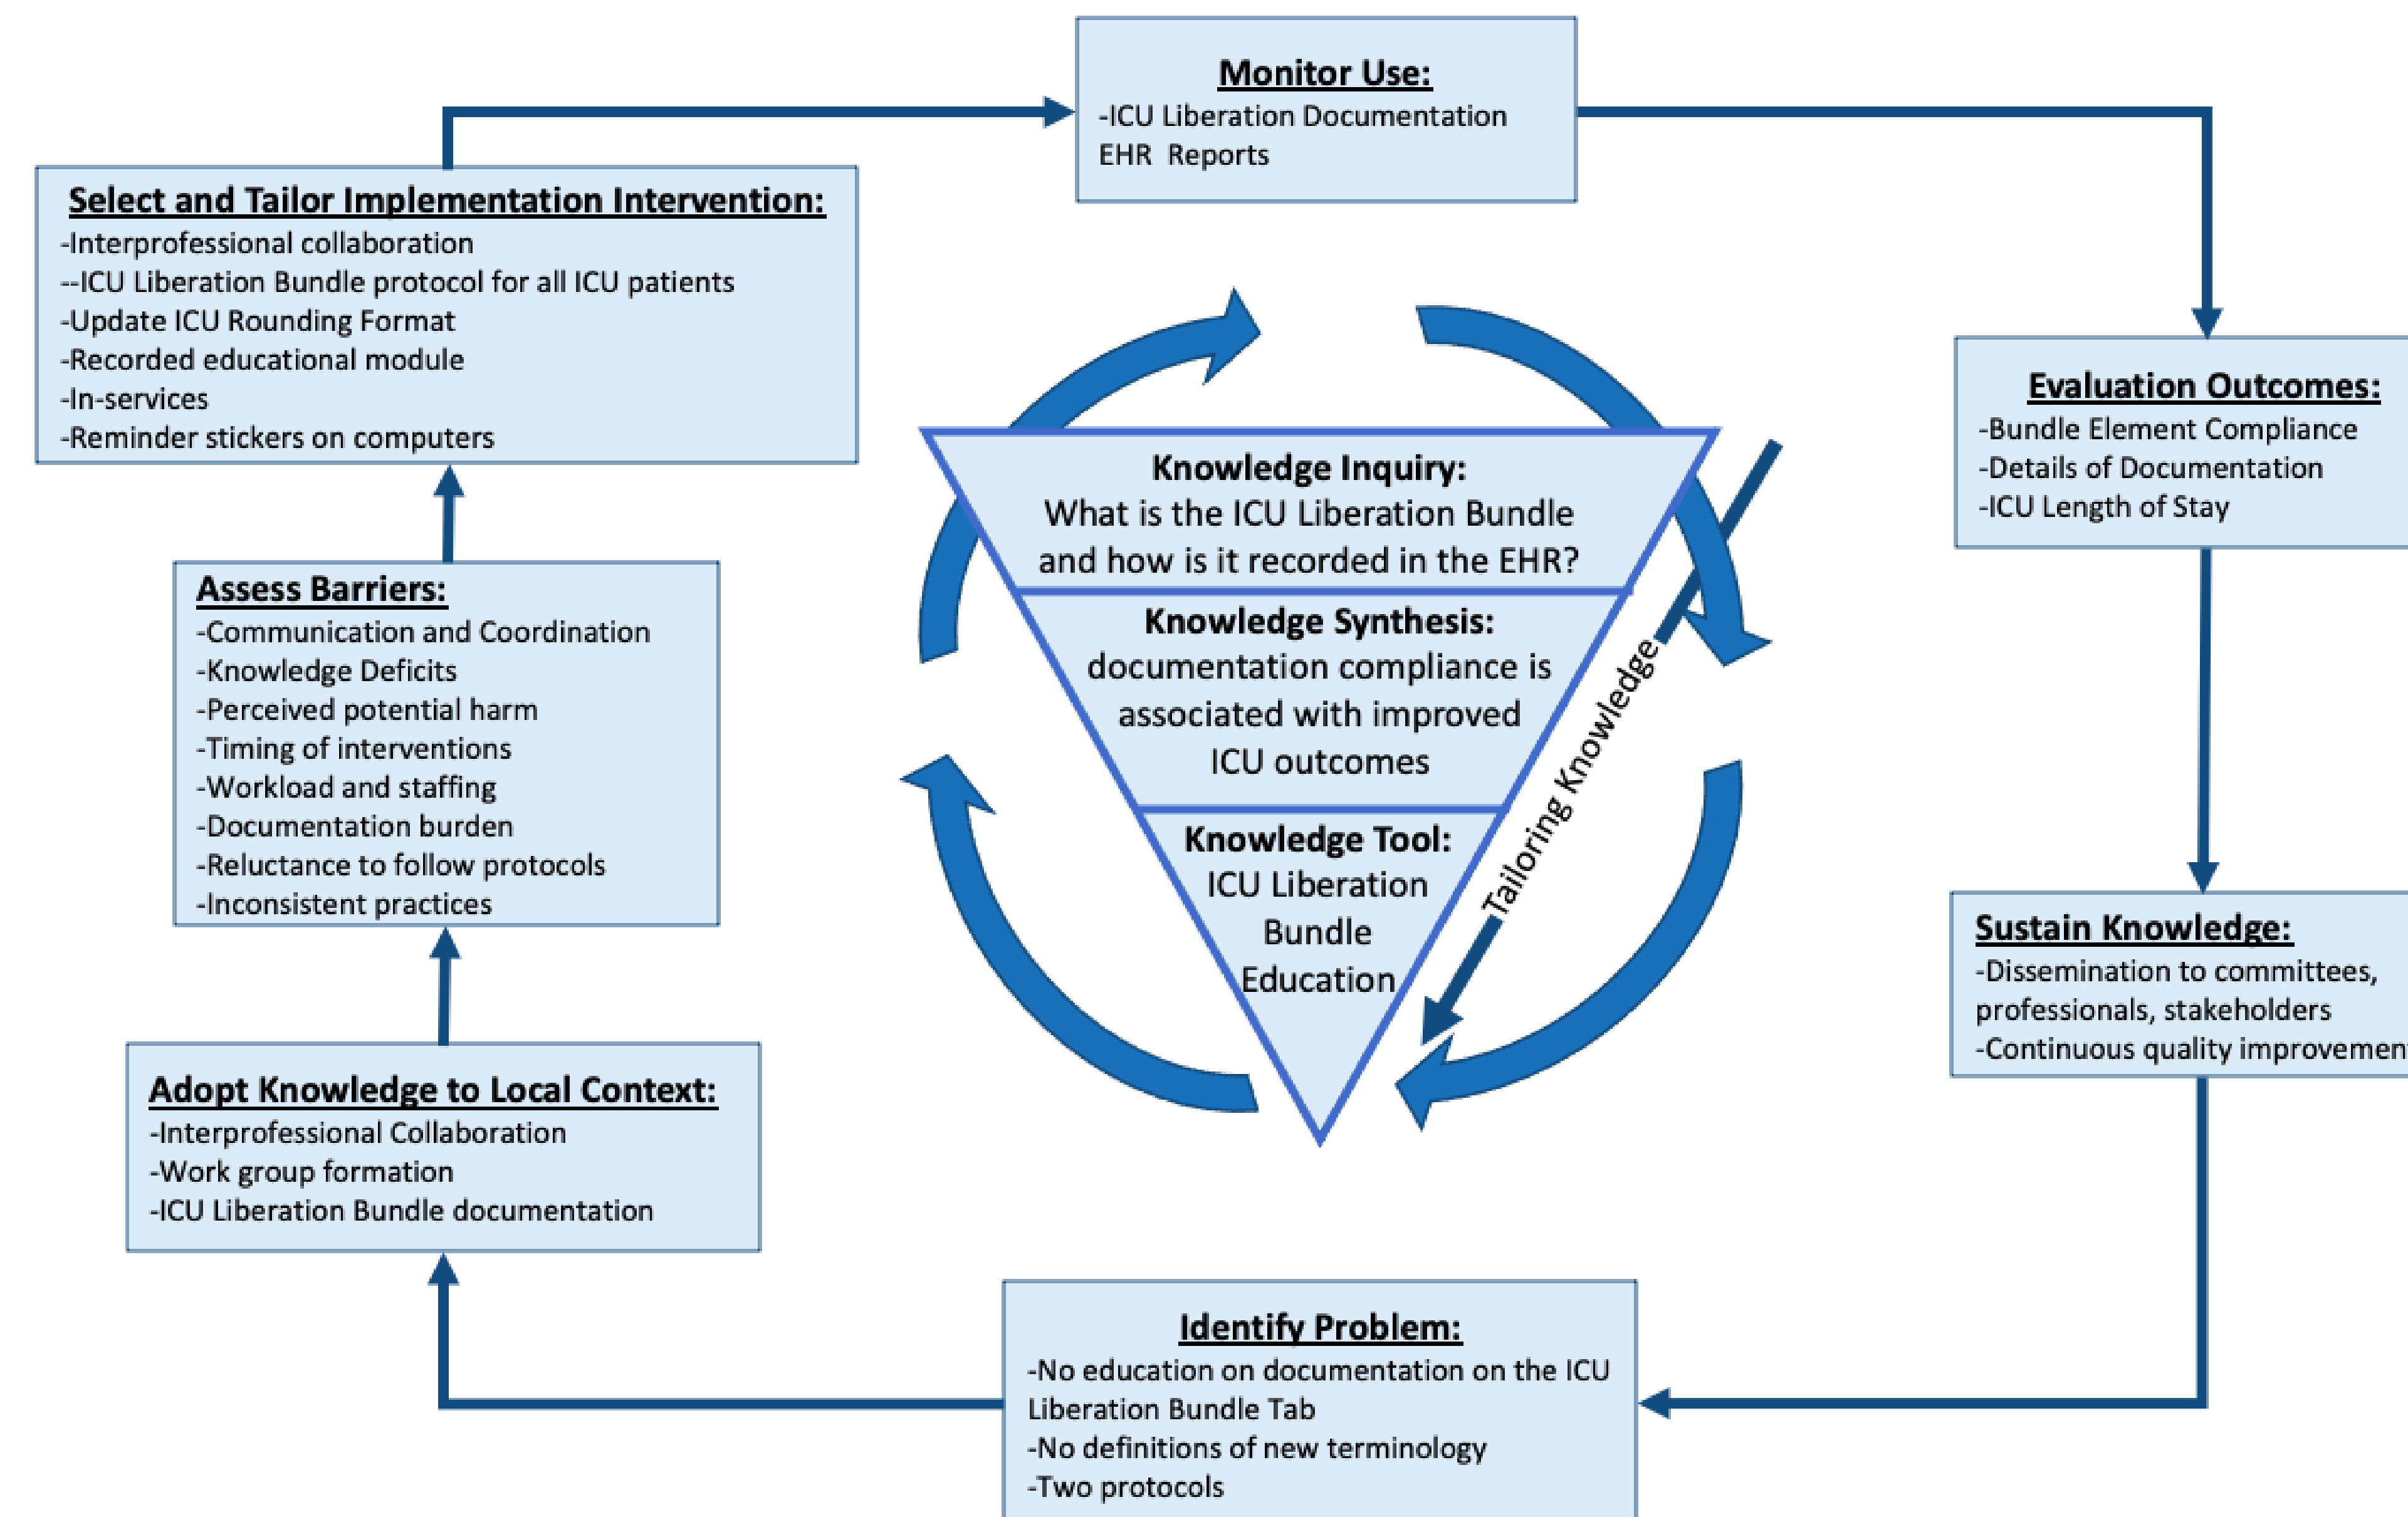 Monitor Use:
-ICU Liberation Documentation
EHR Reports
Select and Tailor Implementation Intervention:
-Interprofessional collaboration
--ICU Liberation Bundle protocol for all ICU patients
-Update ICU Rounding Format
-Recorded educational module
-In-services
-Reminder stickers on computers
Evaluation Outcomes:
-Bundle Element Compliance
-Details of Documentation
-ICU Length of Stay
Knowledge Inquiry:
What is the ICU Liberation Bundle
and how is it recorded in the EHR?
Knowledge Synthesis:
documentation compliance is
associated with improved
ICU outcomes
Knowledge Tool:
ICU Liberation
Bundle
Education
Tailoring Knowledge
Assess Barriers:
-Communication and Coordination
-Knowledge Deficits
-Perceived potential harm
-Timing of interventions
-Workload and staffing
-Documentation burden
-Reluctance to follow protocols
-Inconsistent practices
Sustain Knowledge:
-Dissemination to committees,
professionals, stakeholders
-Continuous quality improvement
Adopt Knowledge to Local Context:
-Interprofessional Collaboration
-Work group formation
-ICU Liberation Bundle documentation
Identify Problem:
-No education on documentation on the ICU
Liberation Bundle Tab
-No definitions of new terminology
-Two protocols